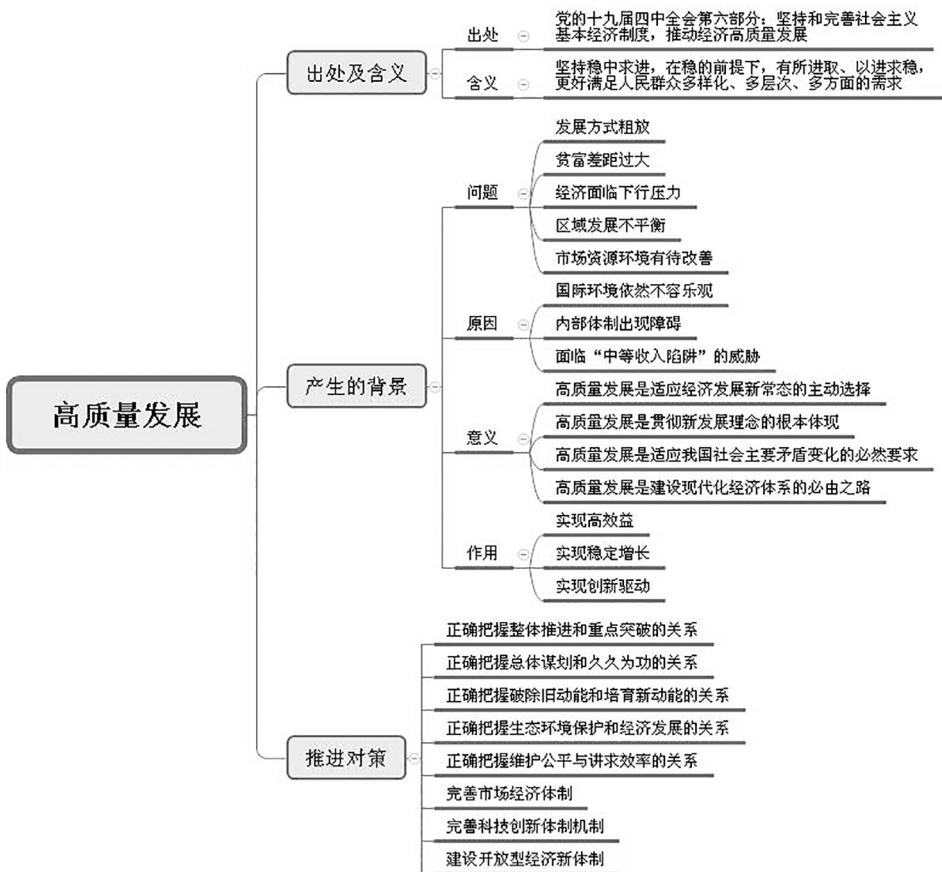 高质量发展
出处及含义
出处
党的十九届四中全会第六部分：坚持和完善社会主义
基本经济制度，推动经济高质量发展
含义
坚持稳中求进，在稳的前提下，有所进取、以进求稳，
更好满足人民群众多样化、多层次、多方面的需求
产生的背景
问题
发展方式粗放
贫富差距过大
经济面临下行压力
区域发展不平衡
市场资源环境有待改善
原因
国际环境依然不容乐观
内部体制出现障碍
面临“中等收入陷阱”的威胁
意义
高质量发展是适应经济发展新常态的主动选择
高质量发展是贯彻新发展理念的根本体现
高质量发展是适应我国社会主要矛盾变化的必然要求
高质量发展是建设现代化经济体系的必由之路
作用
实现高效益
实现稳定增长
实现创新驱动
推进对策
正确把握整体推进和重点突破的关系
正确把握总体谋划和久久为功的关系
正确把握破除旧动能和培育新动能的关系
正确把握生态环境保护和经济发展的关系
正确把握维护公平与讲求效率的关系
完善市场经济体制
完善科技创新体制机制
建设开放型经济新体制